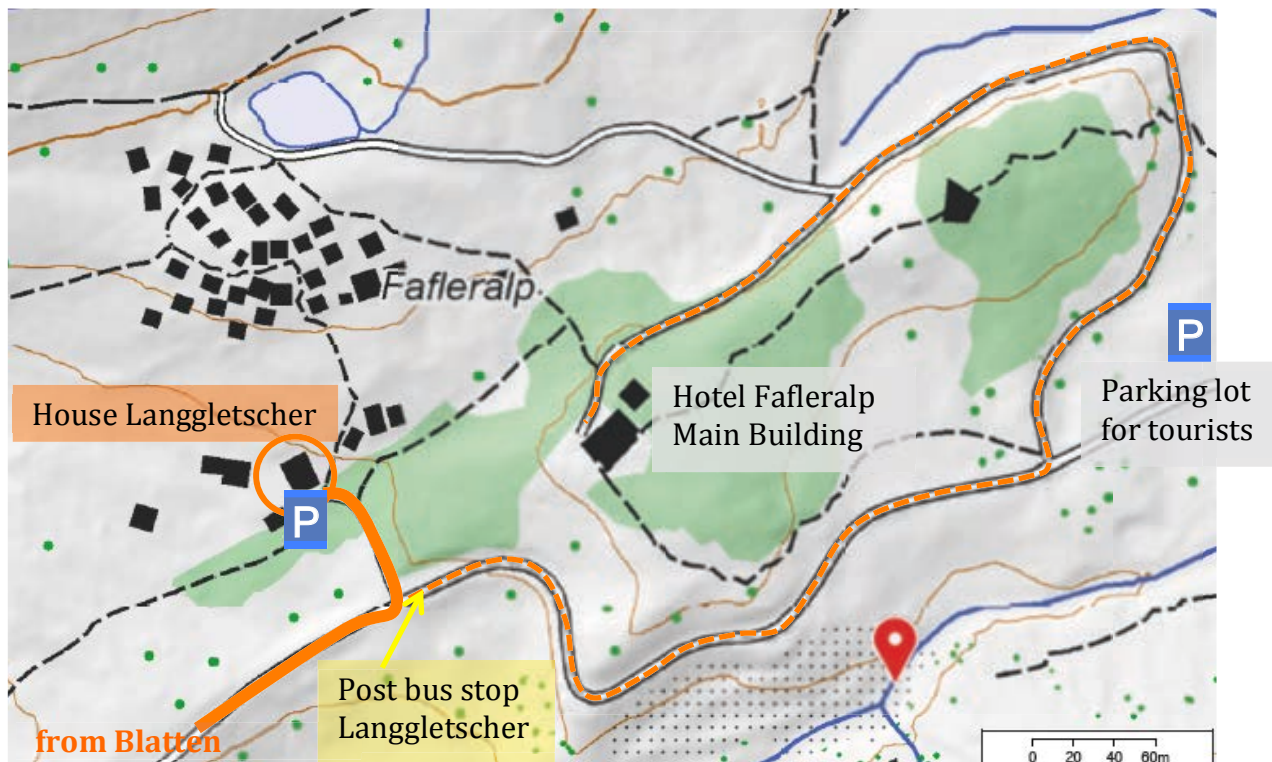 Fafleralp
P
House Langgletscher
Hotel Fafleralp
Main Building
Parking lot
for tourists
P
Post bus stop
Langgletscher
from Blatten
0 20 40 60m